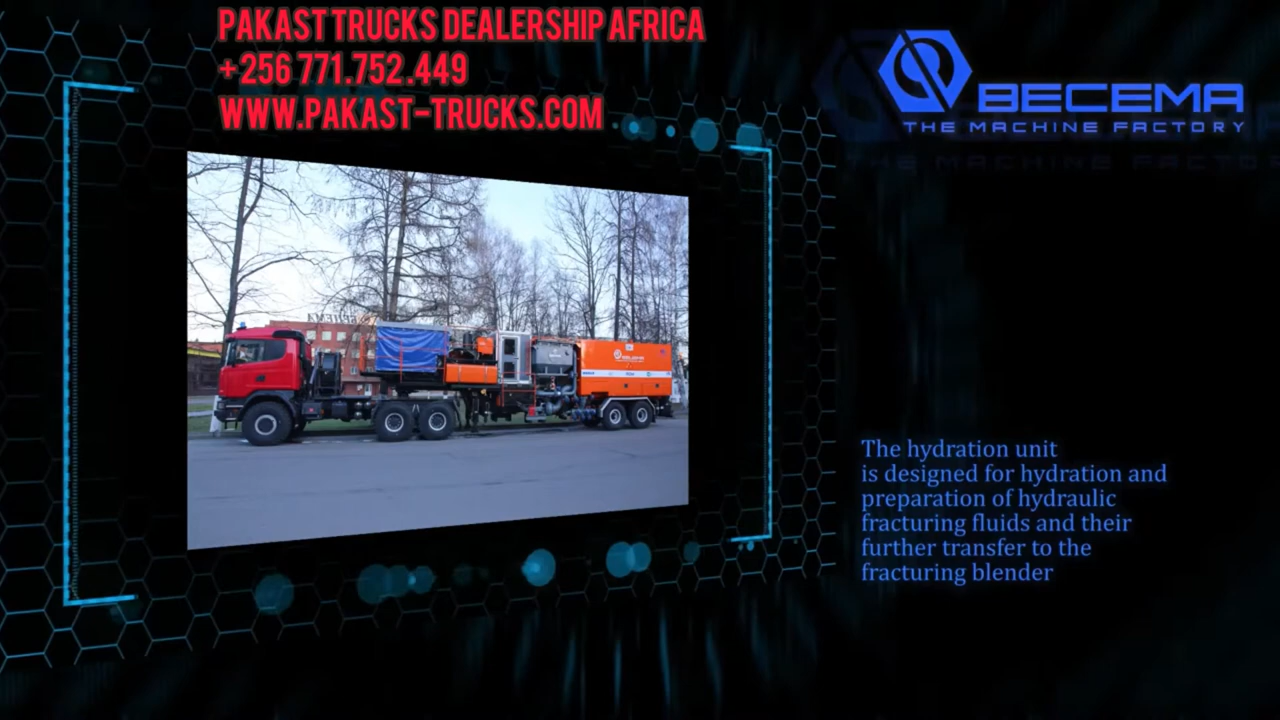 PAKAST TRUCKS DEALERSHIP AFRICA
+256 771.752.449
WWW.PAKAST-TRUCKS.COM
BECEMA
THE MACHINE FACTORY
The hydration unit
is designed for hydration and
preparation of hydraulic
fracturing fluids and their
further transfer to the
fracturing blender